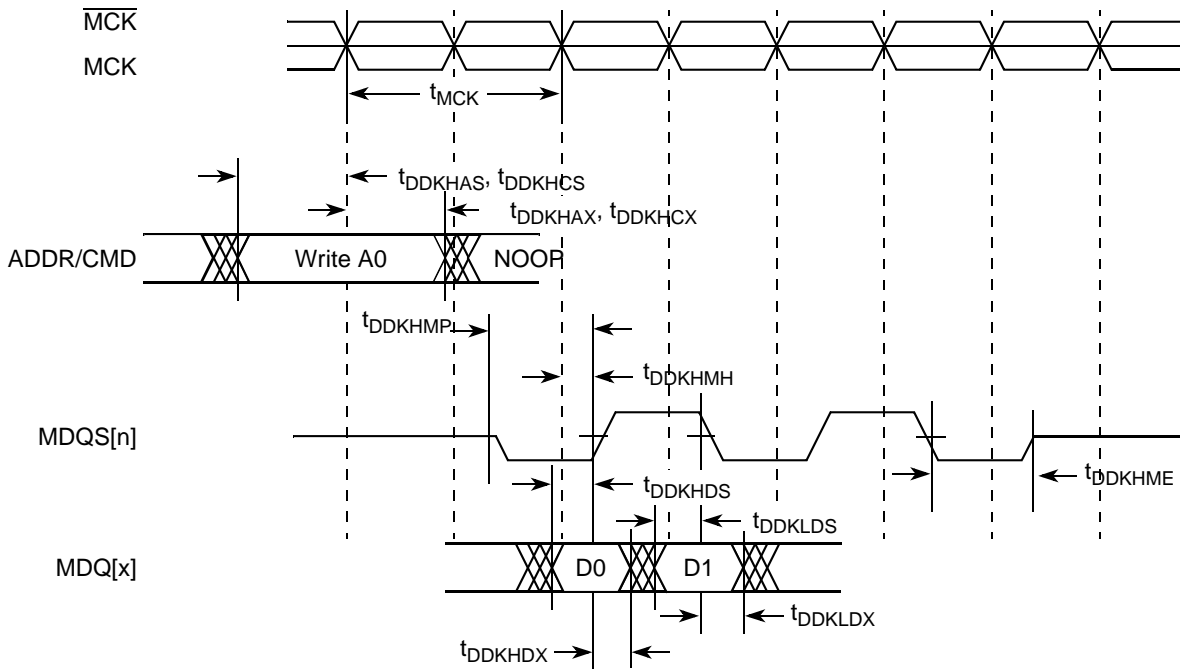 MCK
MCK
tMCK
tDDKHAS, tDDKHCS
tDDKHAX, tDDKHCX
ADDR/CMD
Write A0
NOOP
tDDKHMP
tDDKHMH
MDQS[n]
tDDKHME
tDDKHDS
tDDKLDS
MDQ[x]
D0
D1
tDDKLDX
tDDKHDX